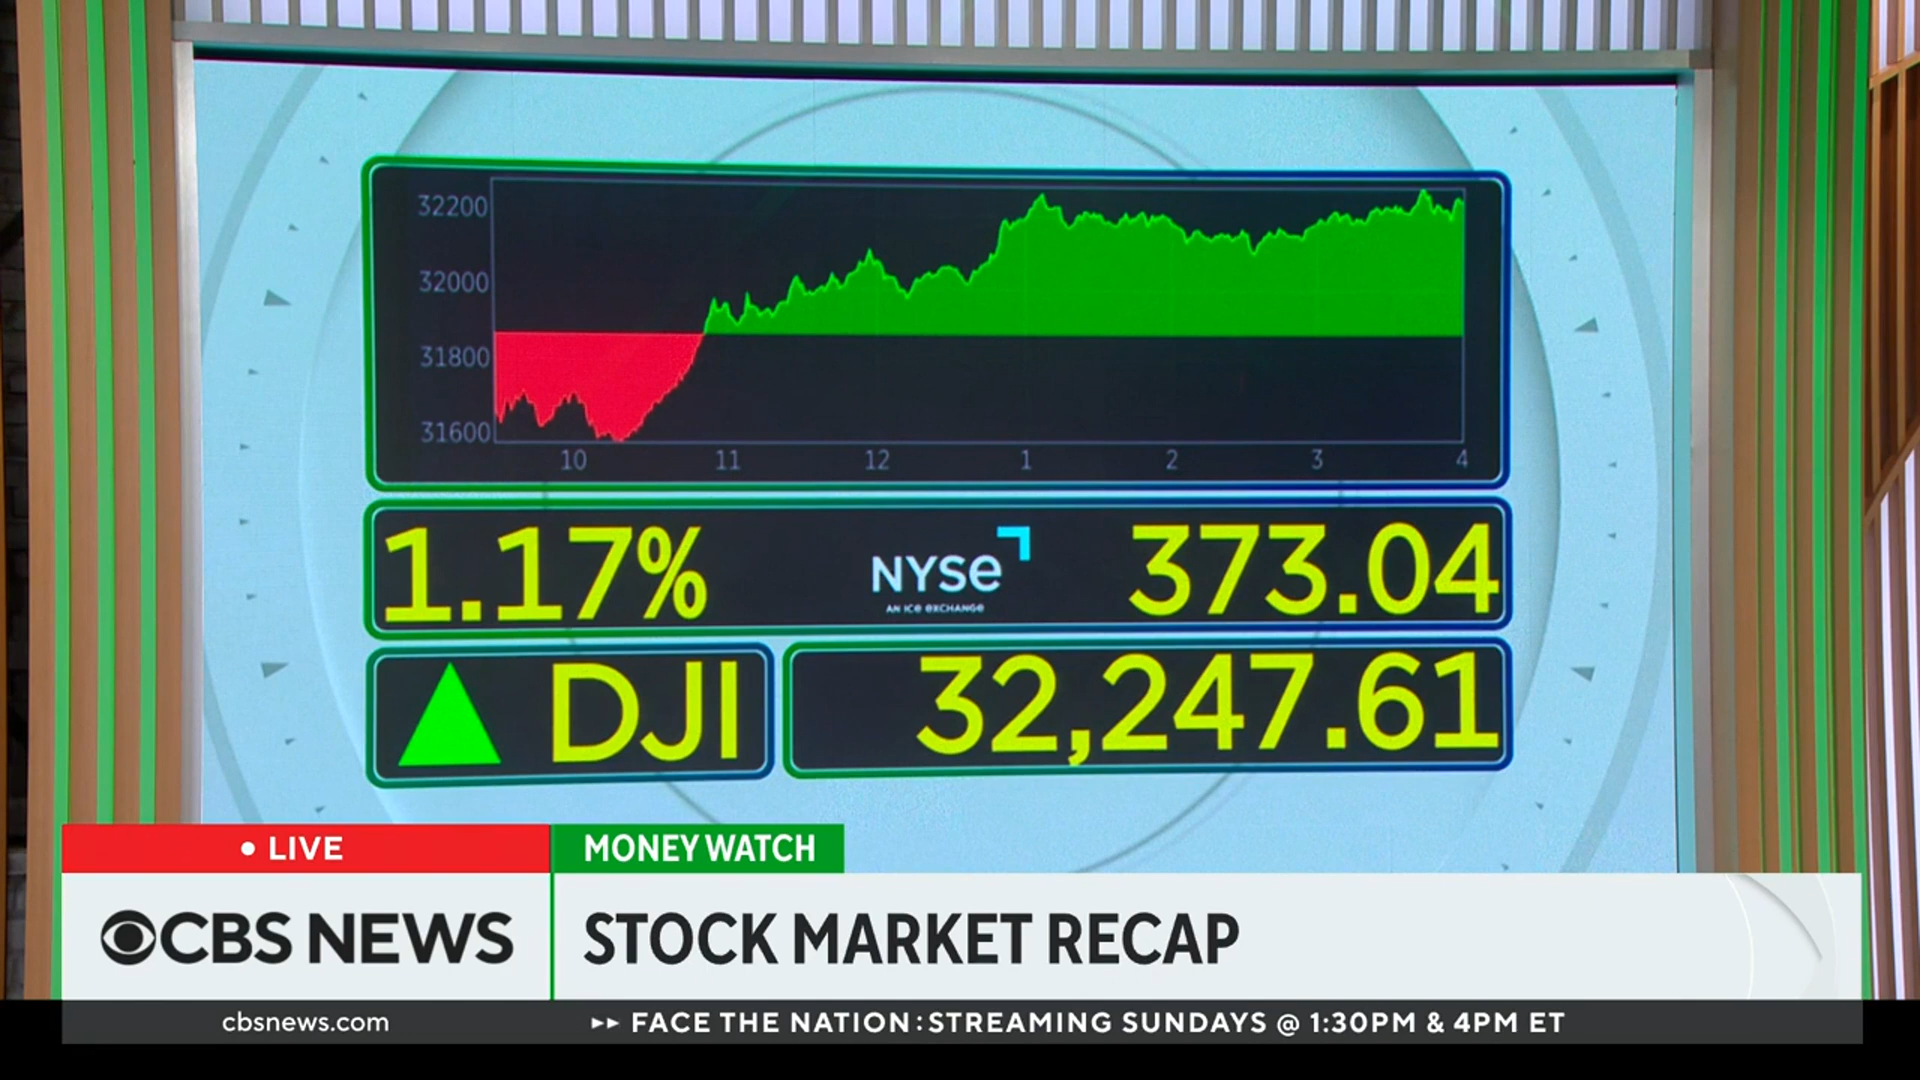 32200
32000
31800
31600
10 11 12 1 2 3 4
1.17% NYSE 373.04
AN ICE EXCHANGE
DJI 32,247.61
LIVE MONEY WATCH
CBS NEWS STOCK MARKET RECAP
cbsnews.com FACE THE NATION: STREAMING SUNDAYS @ 1:30PM & 4PM ET